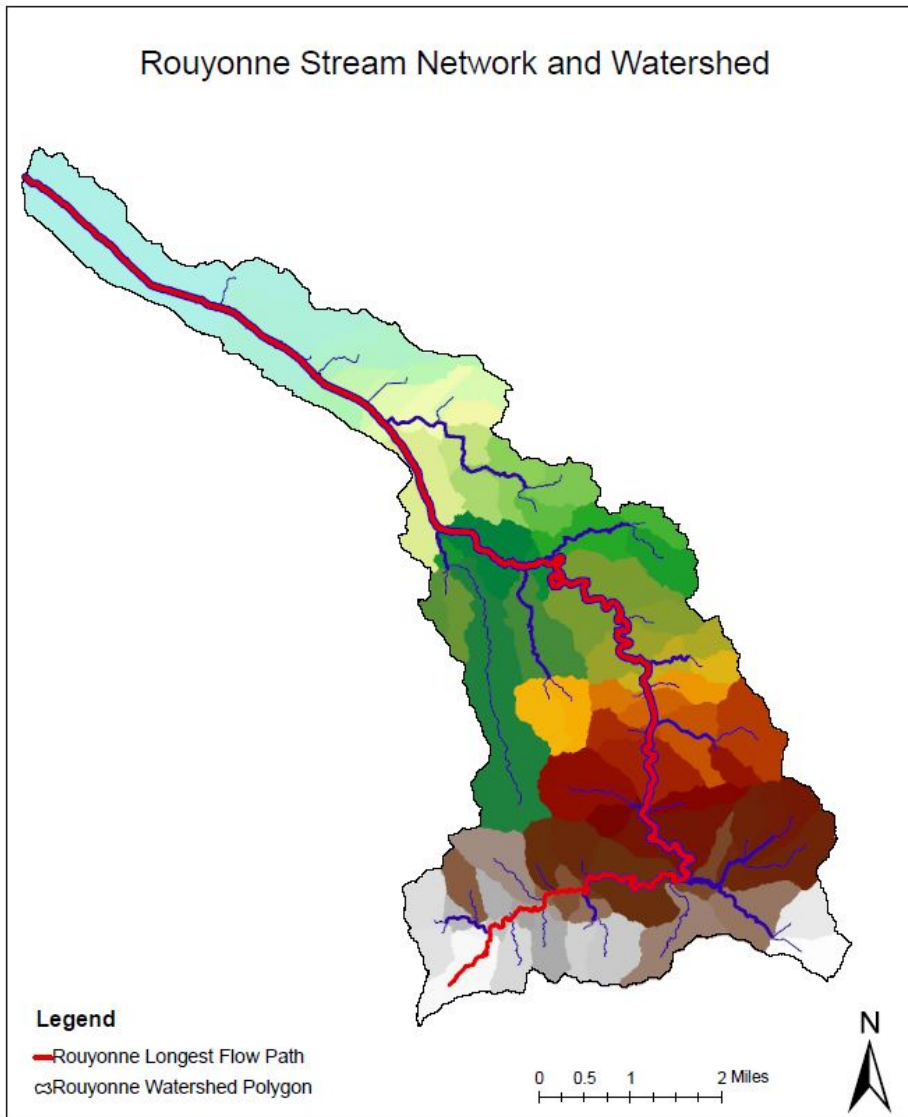 Rouyonne Stream Network and Watershed
Legend
Rouyonne Longest Flow Path
Rouyonne Watershed Polygon
0 0.5 1 2 Miles
N